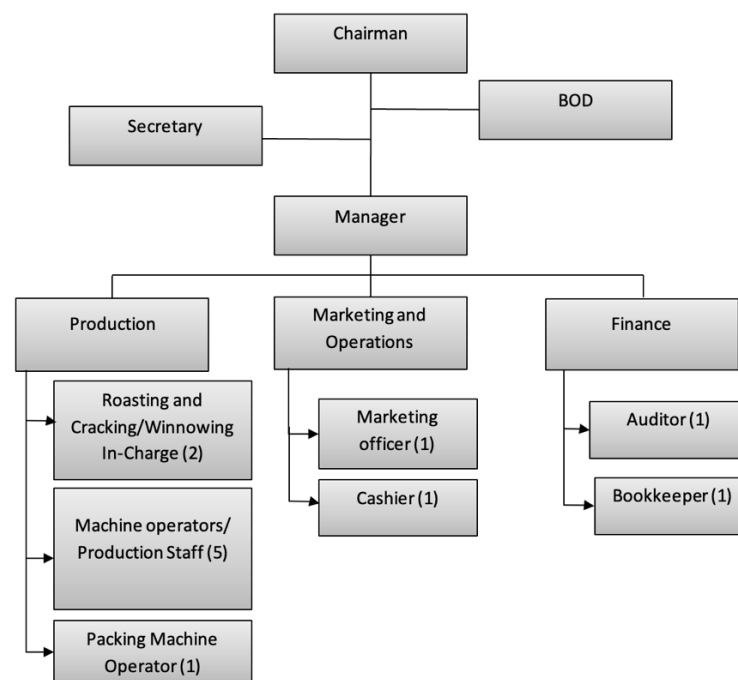 Chairman
BOD
Secretary
Manager
Production
Marketing and
Operations
Finance
Roasting and
Cracking/Winnowing
In-Charge (2)
Machine operators/
Production Staff (5)
Packing Machine
Operator (1)
Marketing
officer (1)
Cashier (1)
Auditor (1)
Bookkeeper (1)